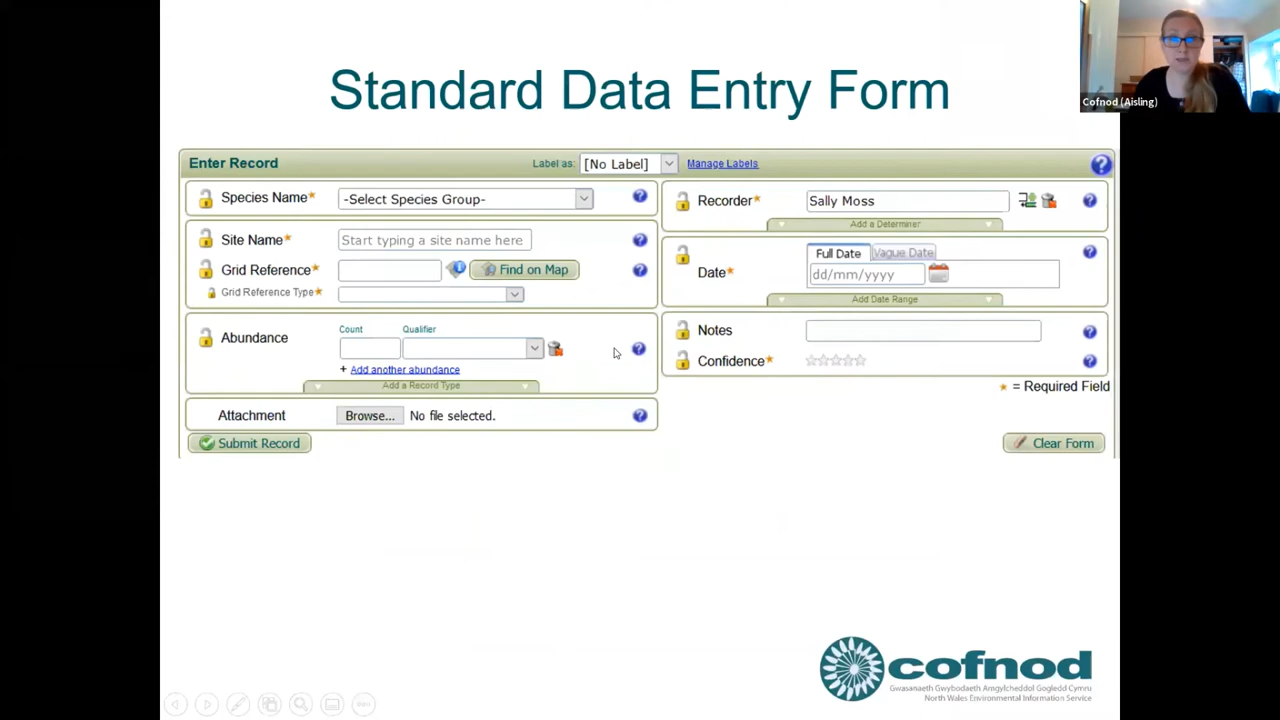 Standard Data Entry Form
Cofnod (Aisling)
Enter Record
Label as: [No Label] Manage Labels
?
Species Name* -Select Species Group- ?
Site Name* Start typing a site name here ?
Grid Reference* Find on Map ?
Grid Reference Type*
Abundance Count Qualifier ?
+ Add another abundance
Add a Record Type
Attachment Browse... No file selected. ?
Submit Record
Recorder* Sally Moss ?
Add a Determiner
Full Date Vague Date ?
Date* dd/mm/yyyy
Add Date Range
Notes ?
Confidence* ?
* = Required Field
Clear Form
cofnod
Gwasanaeth Gwybodaeth Amgylcheddol Gogledd Cymru
North Wales Environmental Information Service